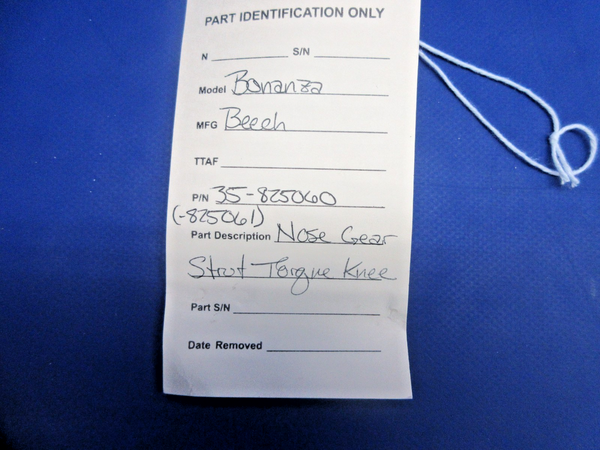 PART IDENTIFICATION ONLY
N S/N
Model Bonanza
MFG Beech
TTAF
P/N 35-825060
(-825061)
Part Description Nose Gear
Strut Torque Knee
Part S/N
Date Removed